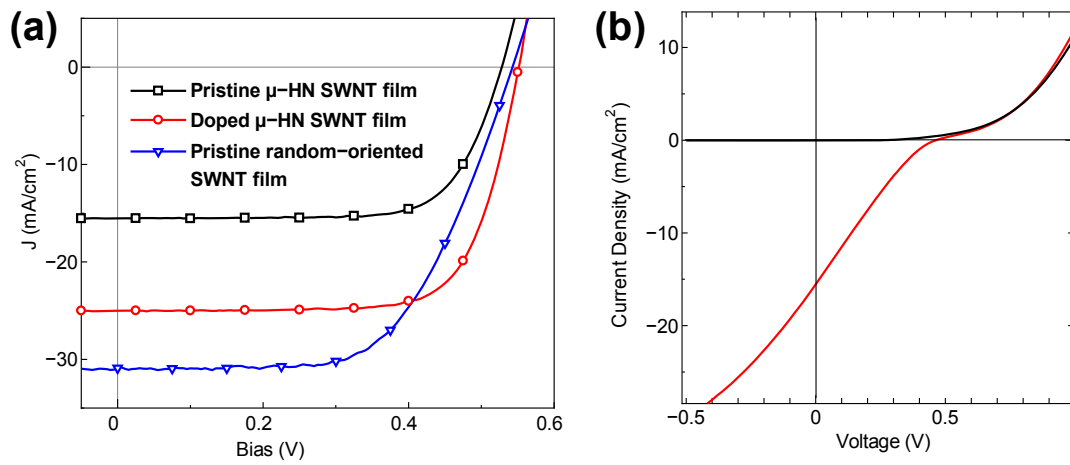 (a)
0
−10
−20
−30
J (mA/cm²)
Pristine μ−HN SWNT film
Doped μ−HN SWNT film
Pristine random−oriented
SWNT film
0
0.2
0.4
0.6
Bias (V)
(b)
10
0
−10
−20
Current Density (mA/cm²)
−0.5
0
0.5
Voltage (V)